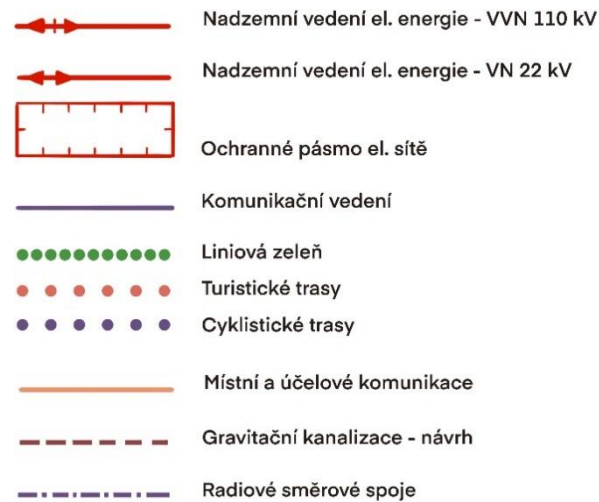 Nadzemní vedení el. energie - VVN 110 kV
Nadzemní vedení el. energie - VN 22 kV
Ochranné pásmo el. sítě
Komunikační vedení
Liniová zeleň
Turistické trasy
Cyklistické trasy
Místní a účelové komunikace
Gravitační kanalizace - návrh
Radiové směrové spoje